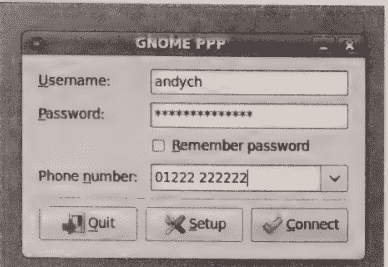 GNOME PPP
Username: andych
Password: **************
Remember password
Phone number: 01222 222222
Quit Setup Connect